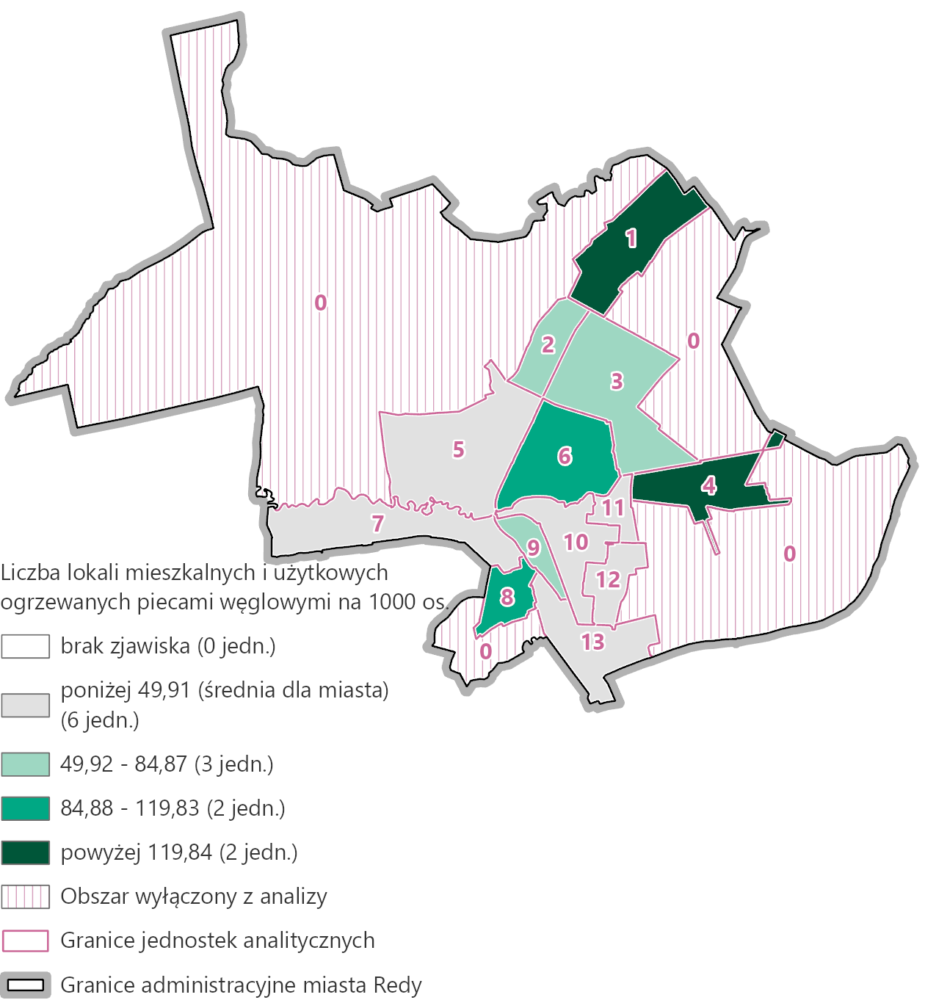 1
0
2
0
3
5
6
4
11
7
10
9
0
12
8
13
0
Liczba lokali mieszkalnych i użytkowych
ogrzewanych piecami węglowymi na 1000 os.
brak zjawiska (0 jedn.)
poniżej 49,91 (średnia dla miasta)
(6 jedn.)
49,92 - 84,87 (3 jedn.)
84,88 - 119,83 (2 jedn.)
powyżej 119,84 (2 jedn.)
Obszar wyłączony z analizy
Granice jednostek analitycznych
Granice administracyjne miasta Redy